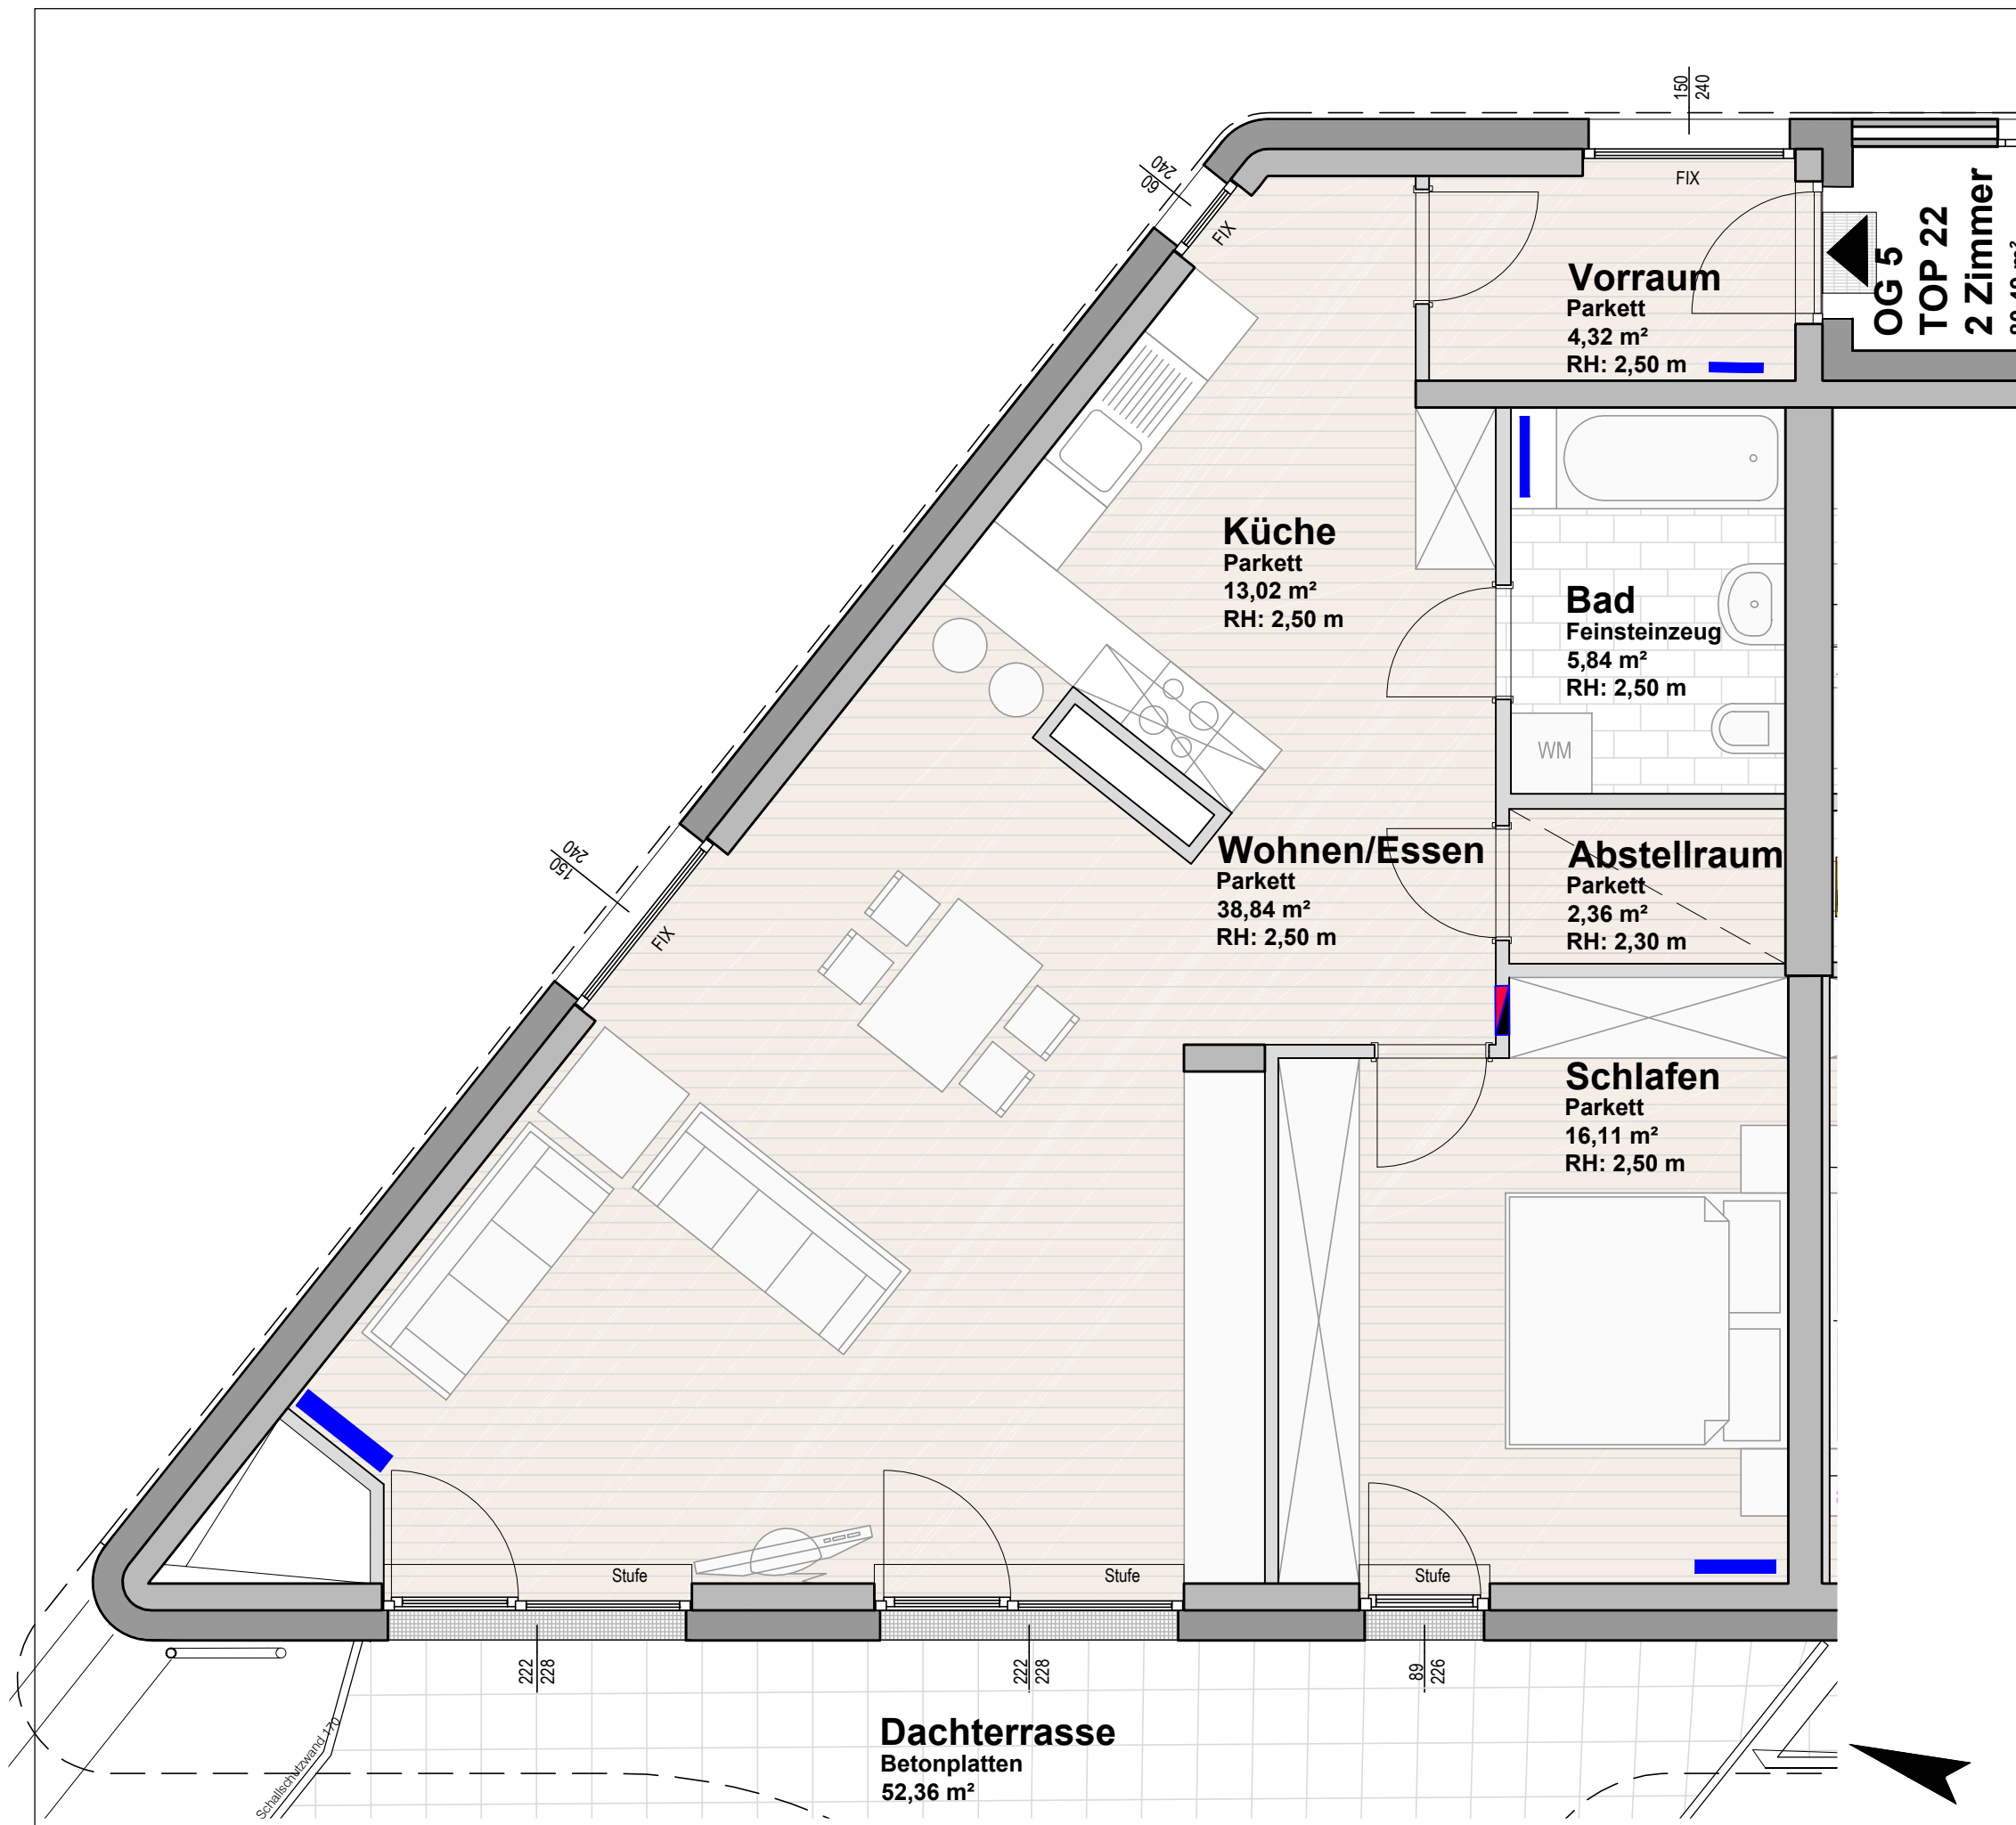 150
240
240
60
FIX
FIX
Vorraum
Parkett
4,32 m²
RH: 2,50 m
OG 5
TOP 22
2 Zimmer
Küche
Parkett
13,02 m²
RH: 2,50 m
Bad
Feinsteinzeug
5,84 m²
RH: 2,50 m
WM
Wohnen/Essen
Parkett
38,84 m²
RH: 2,50 m
Abstellraum
Parkett
2,36 m²
RH: 2,30 m
240
150
FIX
Schlafen
Parkett
16,11 m²
RH: 2,50 m
Stufe
Stufe
Stufe
222
228
222
228
89
226
Schallschutzwand 170
Dachterrasse
Betonplatten
52,36 m²